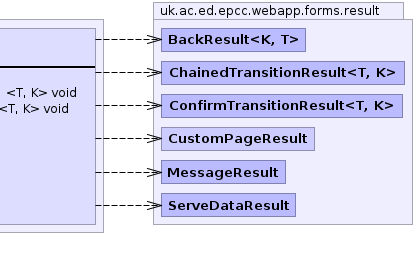 uk.ac.ed.epcc.webapp.forms.result
BackResult<K, T>
ChainedTransitionResult<T, K>
<T, K> void
ConfirmTransitionResult<T, K>
<T, K> void
CustomPageResult
MessageResult
ServeDataResult